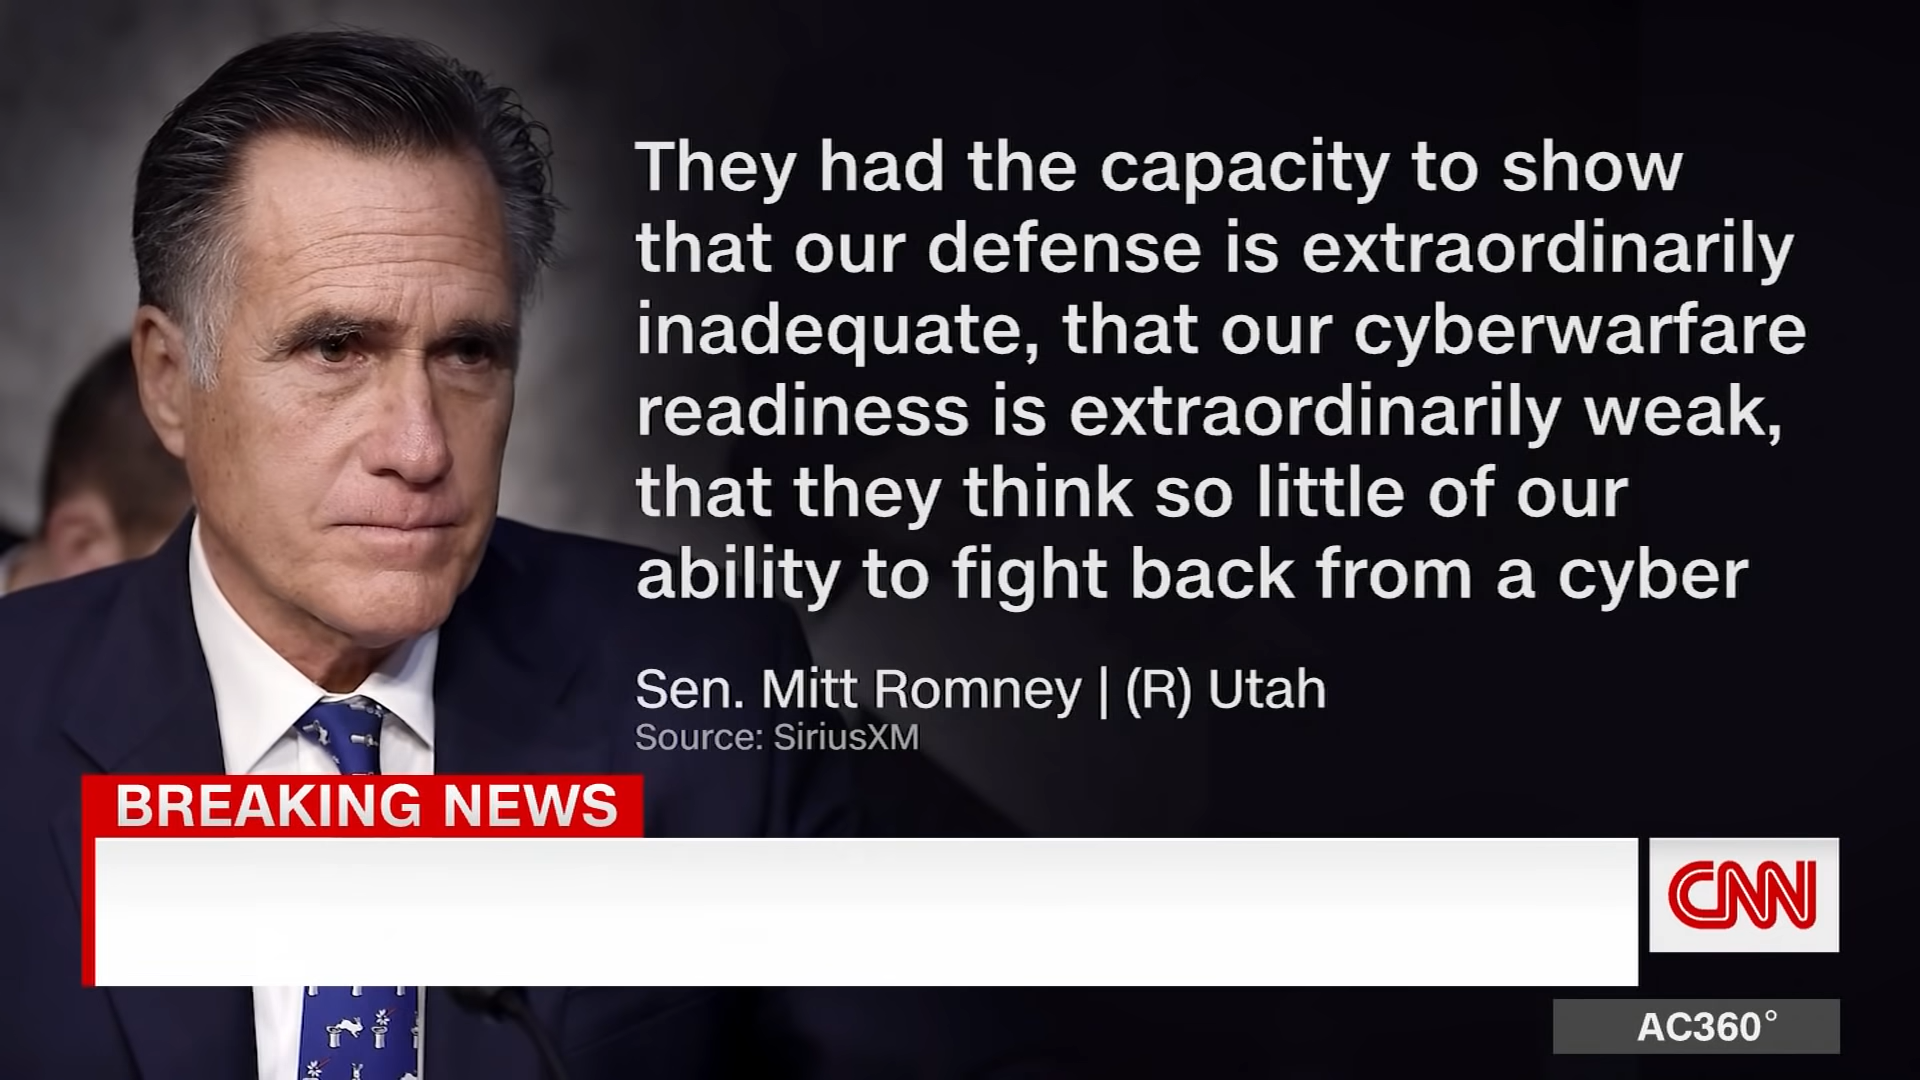 They had the capacity to show
that our defense is extraordinarily
inadequate, that our cyberwarfare
readiness is extraordinarily weak,
that they think so little of our
ability to fight back from a cyber
Sen. Mitt Romney | (R) Utah
Source: SiriusXM
BREAKING NEWS
CNN
AC360°